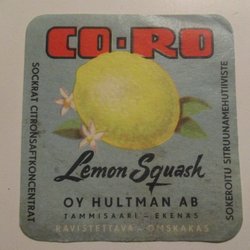 CO-RO
SOCKRAT CITRONSAFTKONCENTRAT
SOKEROITU SITRUUNAMEHUTIIVISTE
Lemon Squash
OY HULTMAN AB
TAMMISAARI - EKENÄS
RAVISTETTAVA - OMSKAKAS